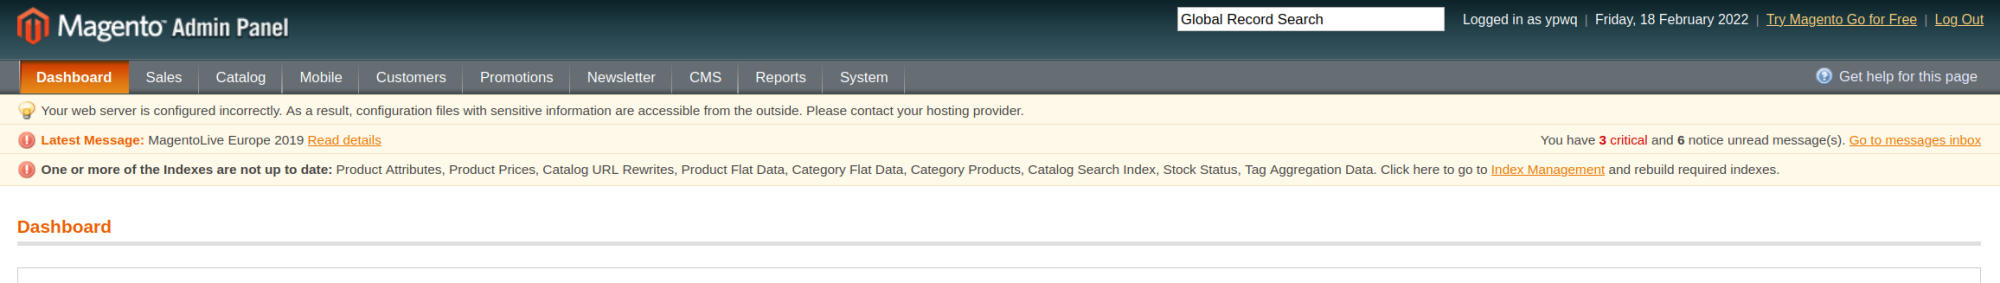 Magento™ Admin Panel
Global Record Search
Logged in as ypwq | Friday, 18 February 2022 | Try Magento Go for Free | Log Out
Dashboard Sales Catalog Mobile Customers Promotions Newsletter CMS Reports System
Get help for this page
Your web server is configured incorrectly. As a result, configuration files with sensitive information are accessible from the outside. Please contact your hosting provider.
Latest Message: MagentoLive Europe 2019 Read details
You have 3 critical and 6 notice unread message(s). Go to messages inbox
One or more of the Indexes are not up to date: Product Attributes, Product Prices, Catalog URL Rewrites, Product Flat Data, Category Flat Data, Category Products, Catalog Search Index, Stock Status, Tag Aggregation Data. Click here to go to Index Management and rebuild required indexes.
Dashboard